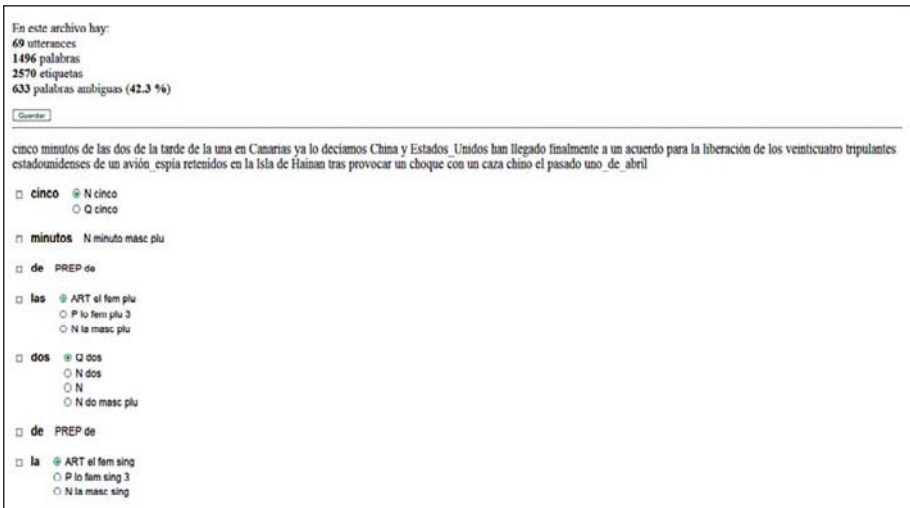 En este archivo hay:
69 utterances
1496 palabras
2570 etiquetas
633 palabras ambiguas (42.3 %)
Guardar
cinco minutos de las dos de la tarde de la una en Canarias ya lo decíamos China y Estados_Unidos han llegado finalmente a un acuerdo para la liberación de los veinticuatro tripulantes
estadounidenses de un avión_espía retenidos en la Isla de Hainan tras provocar un choque con un caza chino el pasado uno_de_abril
cinco N cinco
Q cinco
minutos N minuto masc plu
de PREP de
las ART el fem plu
P lo fem plu 3
N la masc plu
dos Q dos
N dos
N
N do masc plu
de PREP de
la ART el fem sing
P lo fem sing 3
N la masc sing